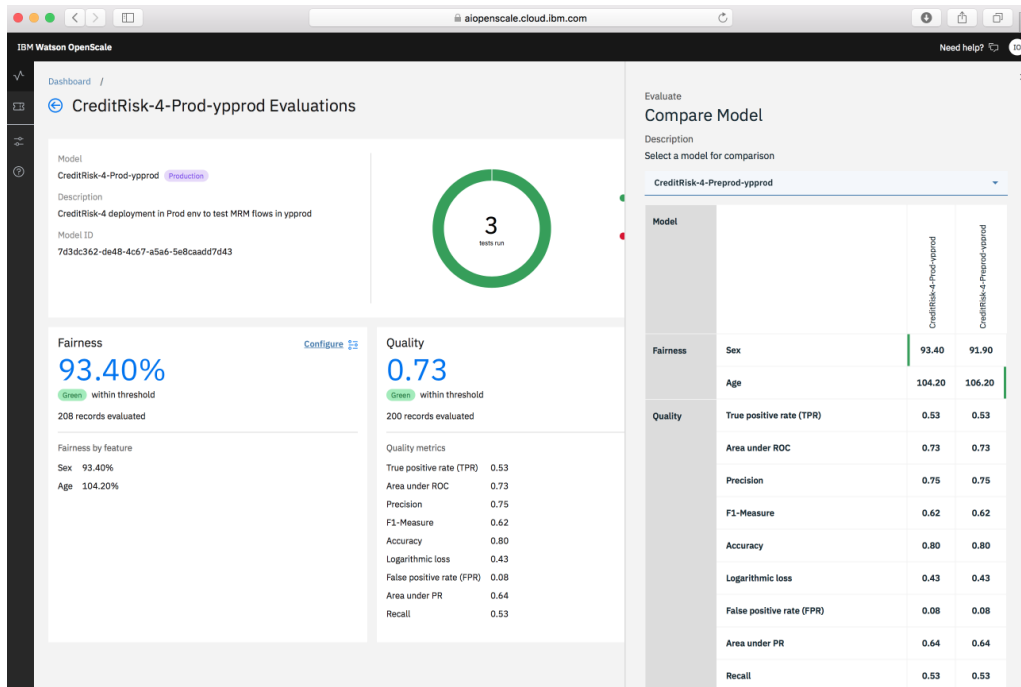 aiopenscale.cloud.ibm.com
IBM Watson OpenScale
Need help?
IO
Dashboard /
CreditRisk-4-Prod-ypprod Evaluations
Model
CreditRisk-4-Prod-ypprod Production
Description
CreditRisk-4 deployment in Prod env to test MRM flows in ypprod
Model ID
7d3dc362-de48-4c67-a5a6-5e8caadd7d43
3
tests run
Fairness
Configure
93.40%
Green within threshold
208 records evaluated
Fairness by feature
Sex 93.40%
Age 104.20%
Quality
0.73
Green within threshold
200 records evaluated
Quality metrics
True positive rate (TPR) 0.53
Area under ROC 0.73
Precision 0.75
F1-Measure 0.62
Accuracy 0.80
Logarithmic loss 0.43
False positive rate (FPR) 0.08
Area under PR 0.64
Recall 0.53
Evaluate
Compare Model
Description
Select a model for comparison
CreditRisk-4-Preprod-ypprod
Model CreditRisk-4-Prod-ypprod CreditRisk-4-Preprod-ypprod
Fairness Sex 93.40 91.90
Age 104.20 106.20
Quality True positive rate (TPR) 0.53 0.53
Area under ROC 0.73 0.73
Precision 0.75 0.75
F1-Measure 0.62 0.62
Accuracy 0.80 0.80
Logarithmic loss 0.43 0.43
False positive rate (FPR) 0.08 0.08
Area under PR 0.64 0.64
Recall 0.53 0.53